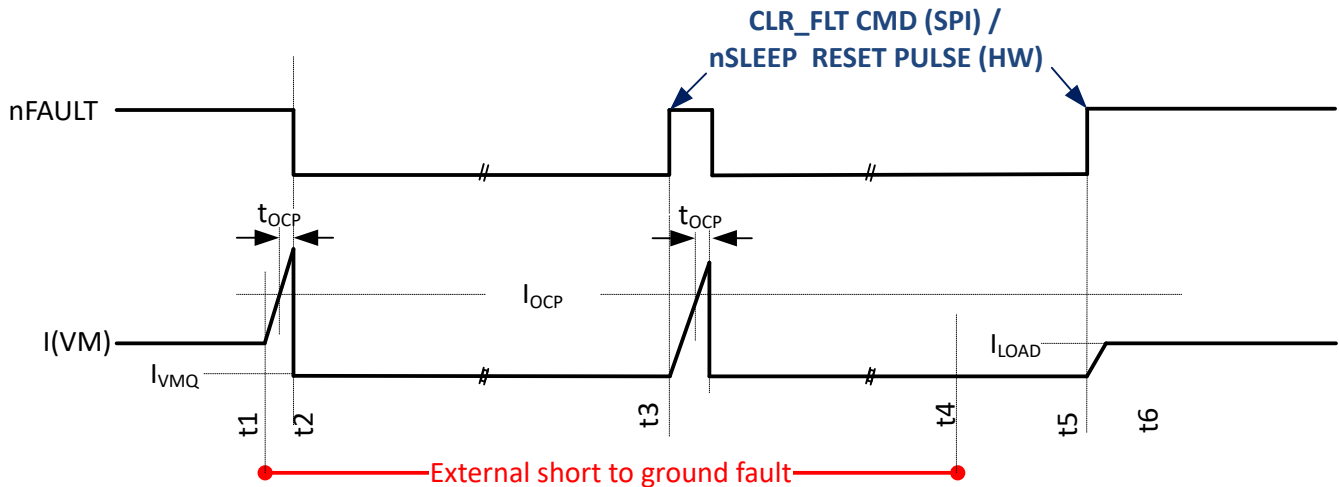 CLR_FLT CMD (SPI) /
nSLEEP RESET PULSE (HW)
nFAULT
tOCP
tOCP
IOCP
I(VM)
ILOAD
IVMQ
t1
t2
t3
t4
t5
t6
External short to ground fault